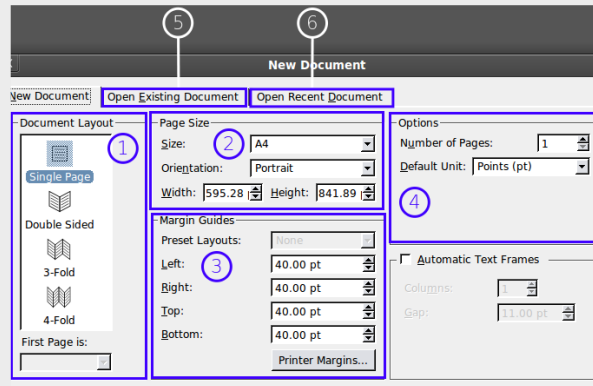 5 6
New Document
New Document Open Existing Document Open Recent Document
Document Layout
1
Single Page
Double Sided
3-Fold
4-Fold
First Page is:
Page Size
2
Size: A4
Orientation: Portrait
Width: 595.28 Height: 841.89
Margin Guides
3
Preset Layouts: None
Left: 40.00 pt
Right: 40.00 pt
Top: 40.00 pt
Bottom: 40.00 pt
Printer Margins...
Options
Number of Pages: 1
Default Unit: Points (pt)
4
Automatic Text Frames
Columns: 1
Gap: 11.00 pt